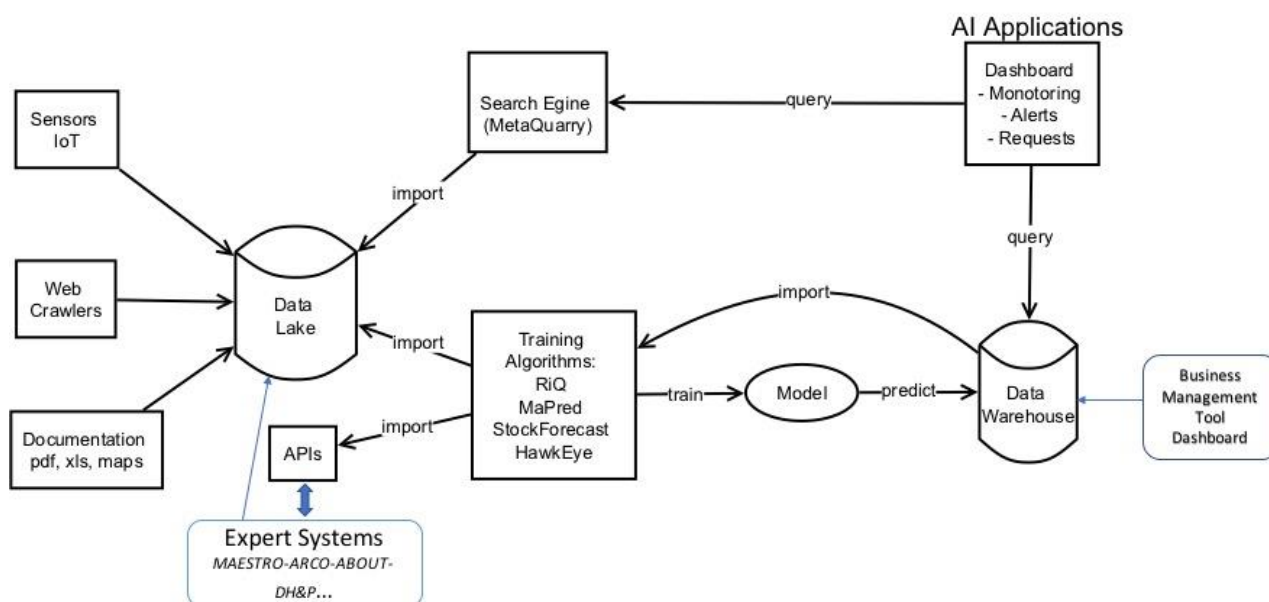 AI Applications
Dashboard
- Monotoring
- Alerts
- Requests
query
Search Egine
(MetaQuarry)
Sensors
IoT
import
query
Web
Crawlers
Data
Lake
import
import
Training
Algorithms:
RiQ
MaPred
StockForecast
HawkEye
train
Model
predict
Data
Warehouse
Business
Management
Tool
Dashboard
Documentation
pdf, xls, maps
import
APIs
Expert Systems
MAESTRO-ARCO-ABOUT-
DH&P...